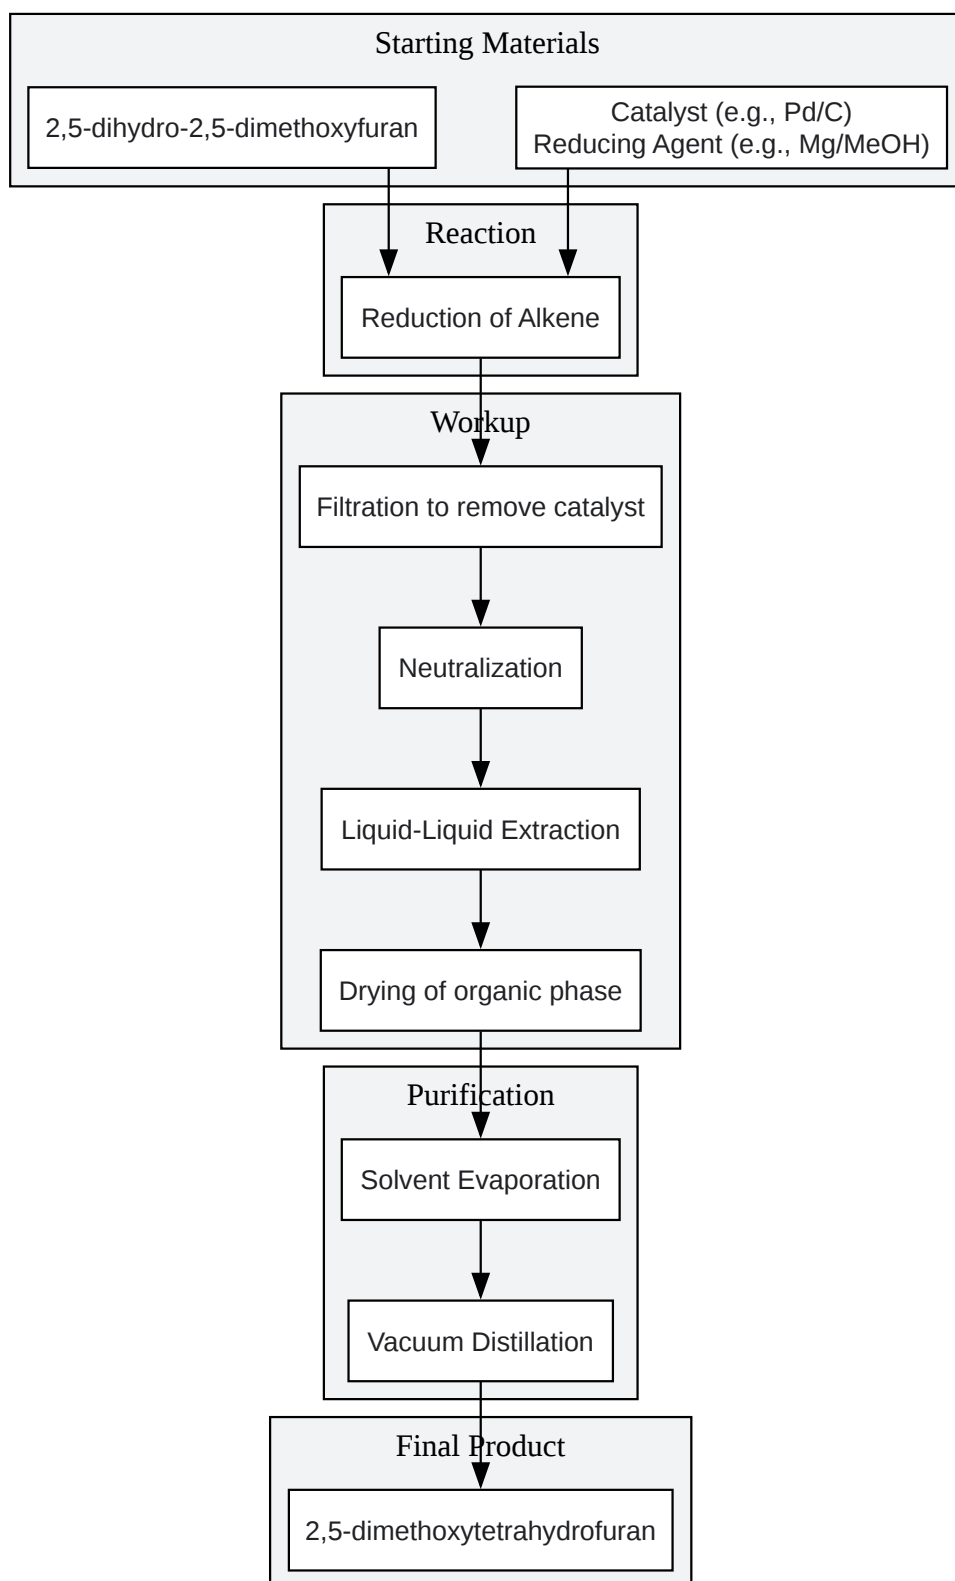 Starting Materials
2,5-dihydro-2,5-dimethoxyfuran
Catalyst (e.g., Pd/C)
Reducing Agent (e.g., Mg/MeOH)
Reaction
Reduction of Alkene
Workup
Filtration to remove catalyst
Neutralization
Liquid-Liquid Extraction
Drying of organic phase
Purification
Solvent Evaporation
Vacuum Distillation
Final Product
2,5-dimethoxytetrahydrofuran